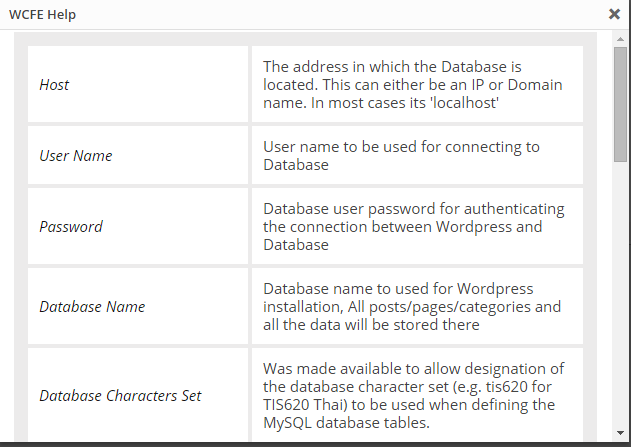 WCFE Help
Host
The address in which the Database is
located. This can either be an IP or Domain
name. In most cases its 'localhost'
User Name
User name to be used for connecting to
Database
Password
Database user password for authenticating
the connection between Wordpress and
Database
Database Name
Database name to used for Wordpress
installation, All posts/pages/categories and
all the data will be stored there
Database Characters Set
Was made available to allow designation of
the database character set (e.g. tis620 for
TIS620 Thai) to be used when defining the
MySQL database tables.